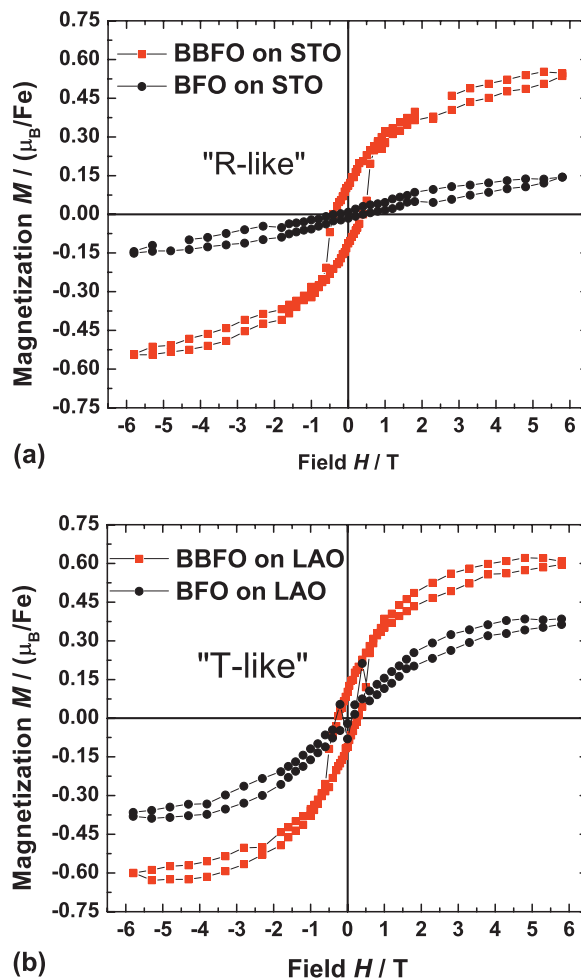 0.75
0.60
0.45
0.30
0.15
0.00
-0.15
-0.30
-0.45
-0.60
-0.75
Magnetization M / (μB/Fe)
BBFO on STO
BFO on STO
"R-like"
-6 -5 -4 -3 -2 -1 0 1 2 3 4 5 6
Field H / T
(a)
0.75
0.60
0.45
0.30
0.15
0.00
-0.15
-0.30
-0.45
-0.60
-0.75
Magnetization M / (μB/Fe)
BBFO on LAO
BFO on LAO
"T-like"
-6 -5 -4 -3 -2 -1 0 1 2 3 4 5 6
Field H / T
(b)